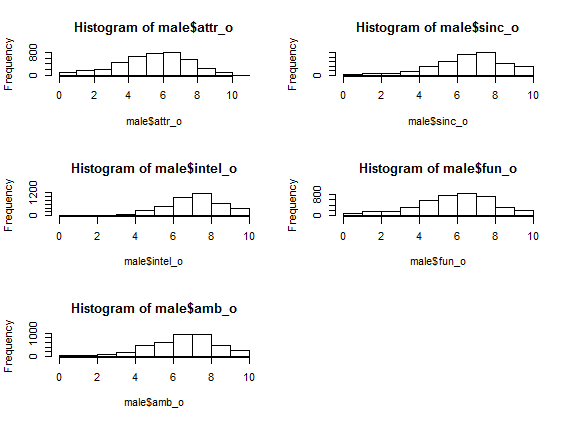 Histogram of male$attr_o
Frequency
0 800
0 2 4 6 8 10
male$attr_o
Histogram of male$sinc_o
Frequency
0
0 2 4 6 8 10
male$sinc_o
Histogram of male$intel_o
Frequency
0 1200
0 2 4 6 8 10
male$intel_o
Histogram of male$fun_o
Frequency
0 800
0 2 4 6 8 10
male$fun_o
Histogram of male$amb_o
Frequency
0 1000
0 2 4 6 8 10
male$amb_o